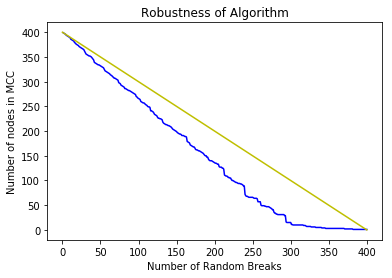 Robustness of Algorithm
400
350
300
250
200
150
100
50
0
Number of nodes in MCC
0 50 100 150 200 250 300 350 400
Number of Random Breaks